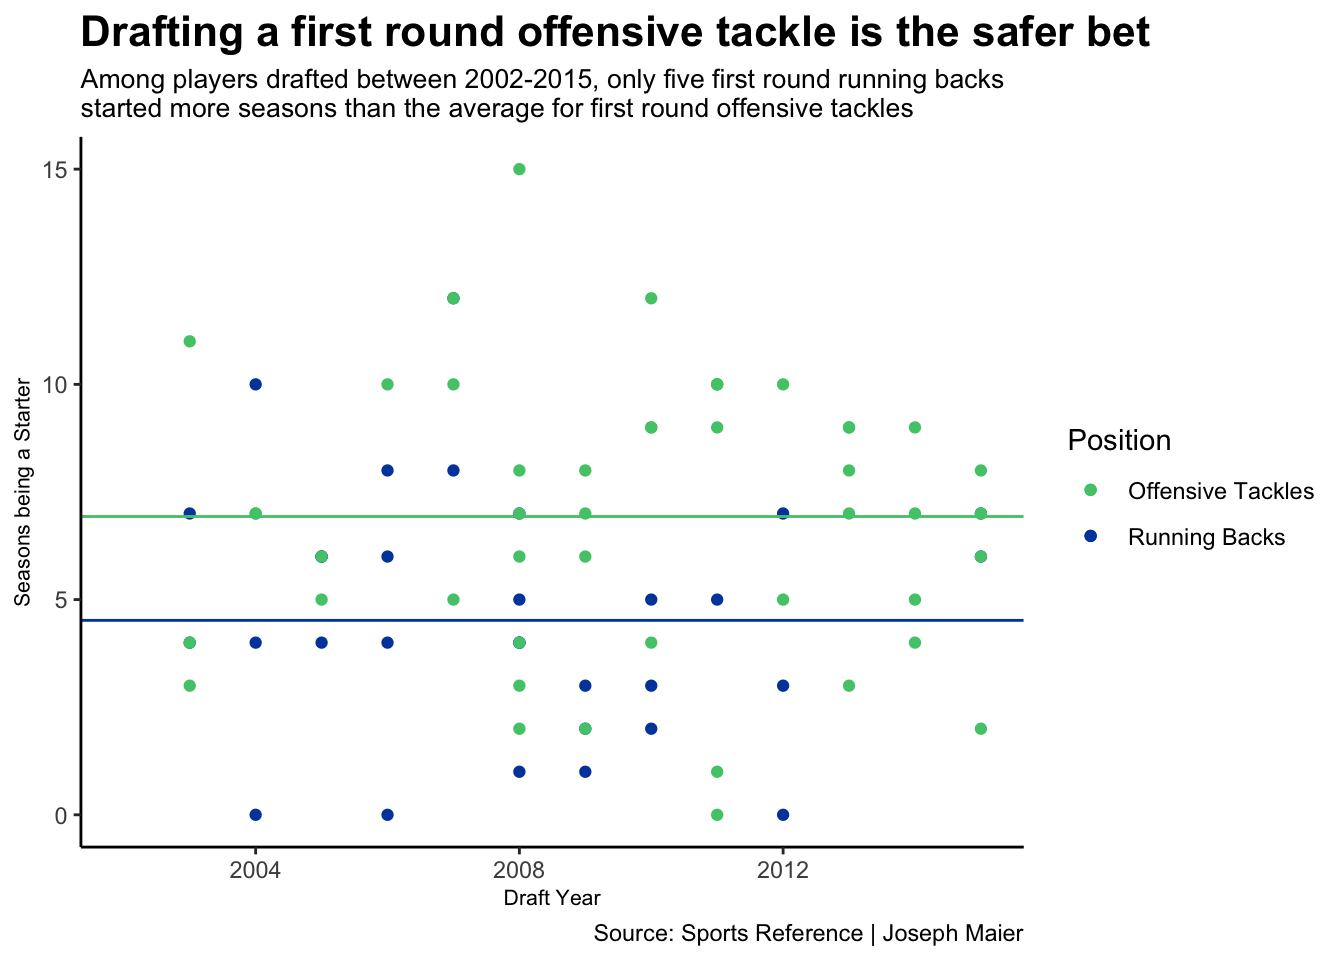 Drafting a first round offensive tackle is the safer bet
Among players drafted between 2002-2015, only five first round running backs
started more seasons than the average for first round offensive tackles
Seasons being a Starter
15
10
5
0
2004
2008
2012
Draft Year
Position
Offensive Tackles
Running Backs
Source: Sports Reference | Joseph Maier